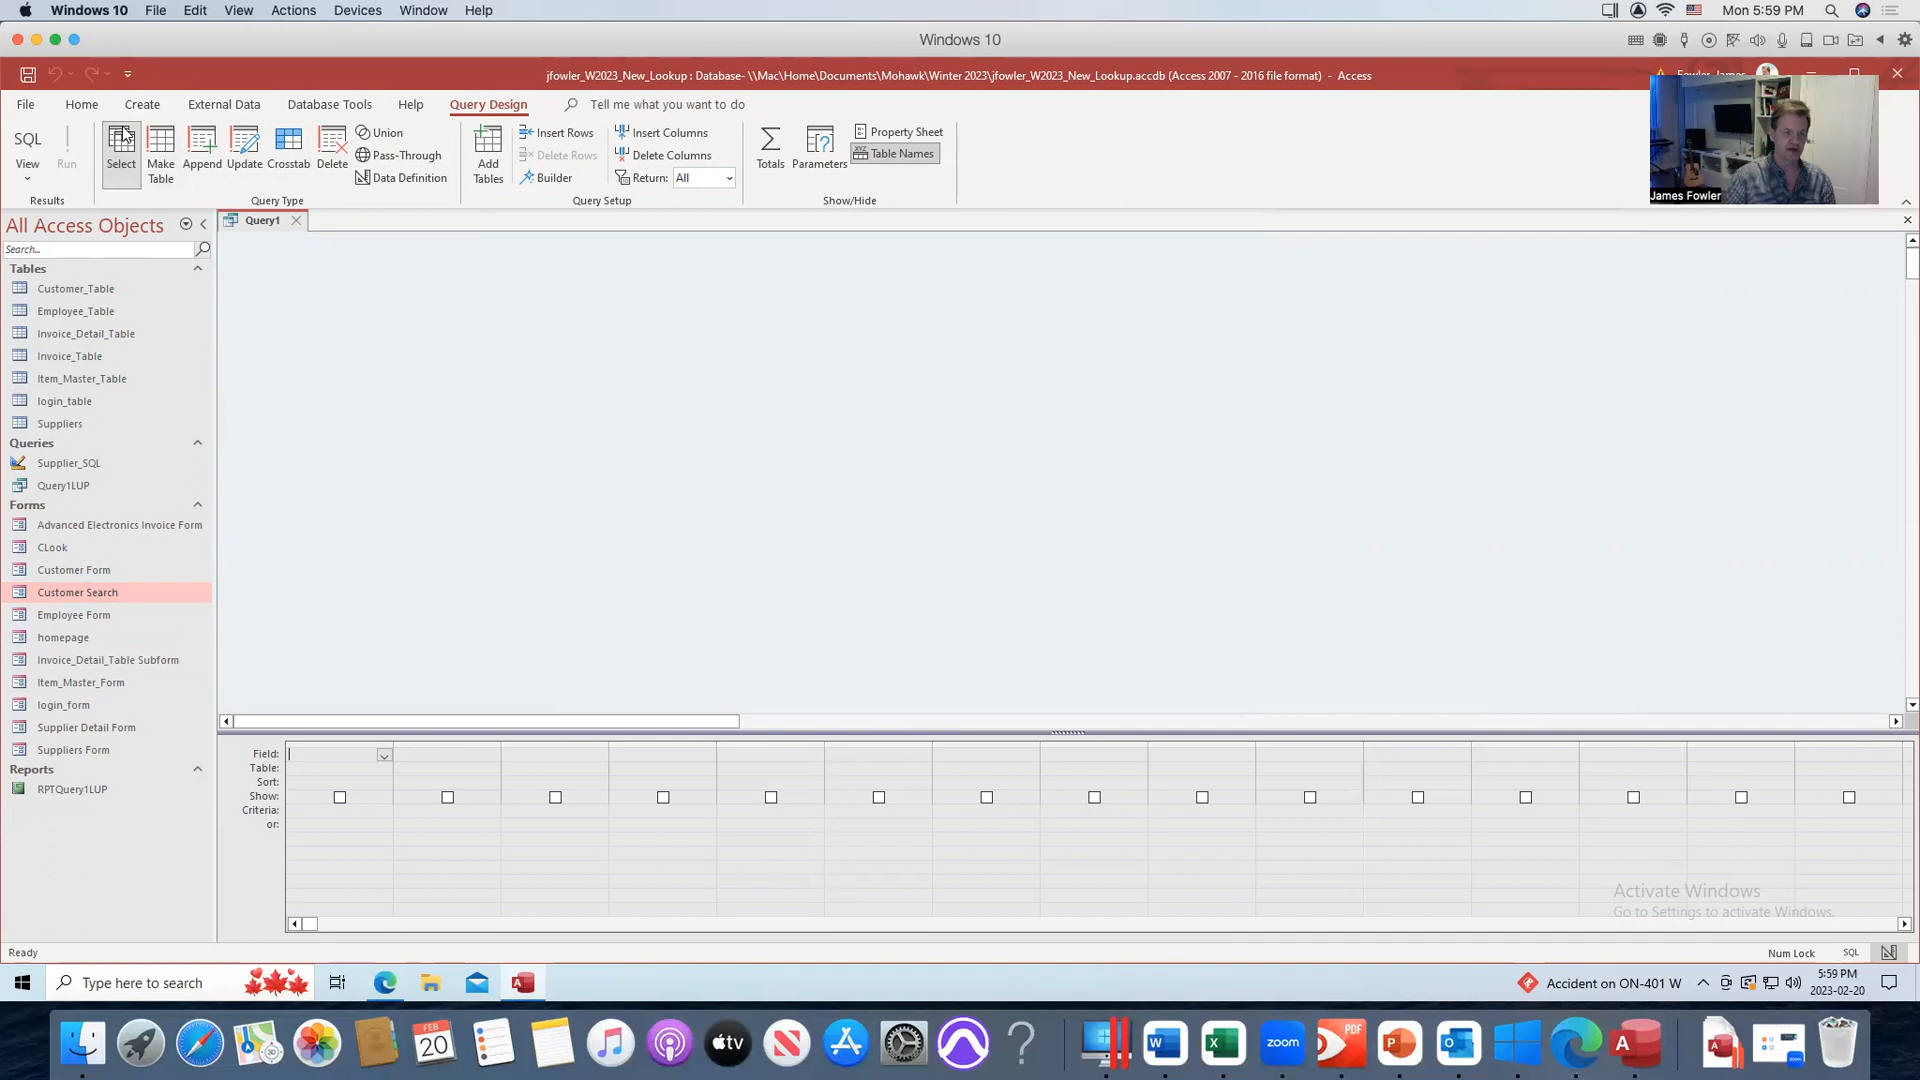 Windows 10 File Edit View Actions Devices Window Help Mon 5:59 PM
Windows 10
jfowler_W2023_New_Lookup : Database- \\Mac\Home\Documents\Mohawk\Winter 2023\jfowler_W2023_New_Lookup.accdb (Access 2007 - 2016 file format) - Access
File Home Create External Data Database Tools Help Query Design Tell me what you want to do
SQL
View
Run
Select
Make
Table
Append
Update
Crosstab
Delete
Union
Pass-Through
Data Definition
Add
Tables
Insert Rows
Delete Rows
Builder
Insert Columns
Delete Columns
Return: All
Totals
Parameters
Property Sheet
XYZ
Table Names
Results Query Type Query Setup Show/Hide
James Fowler
All Access Objects
Search...
Tables
Customer_Table
Employee_Table
Invoice_Detail_Table
Invoice_Table
Item_Master_Table
login_table
Suppliers
Queries
Supplier_SQL
Query1LUP
Forms
Advanced Electronics Invoice Form
CLook
Customer Form
Customer Search
Employee Form
homepage
Invoice_Detail_Table Subform
Item_Master_Form
login_form
Supplier Detail Form
Suppliers Form
Reports
RPTQuery1LUP
Query1
Field:
Table:
Sort:
Show:
Criteria:
or:
Activate Windows
Go to Settings to activate Windows.
Ready Num Lock SQL
Type here to search
Accident on ON-401 W
5:59 PM
2023-02-20
FEB
20
tv
W
X
zoom
PDF
P
O
A